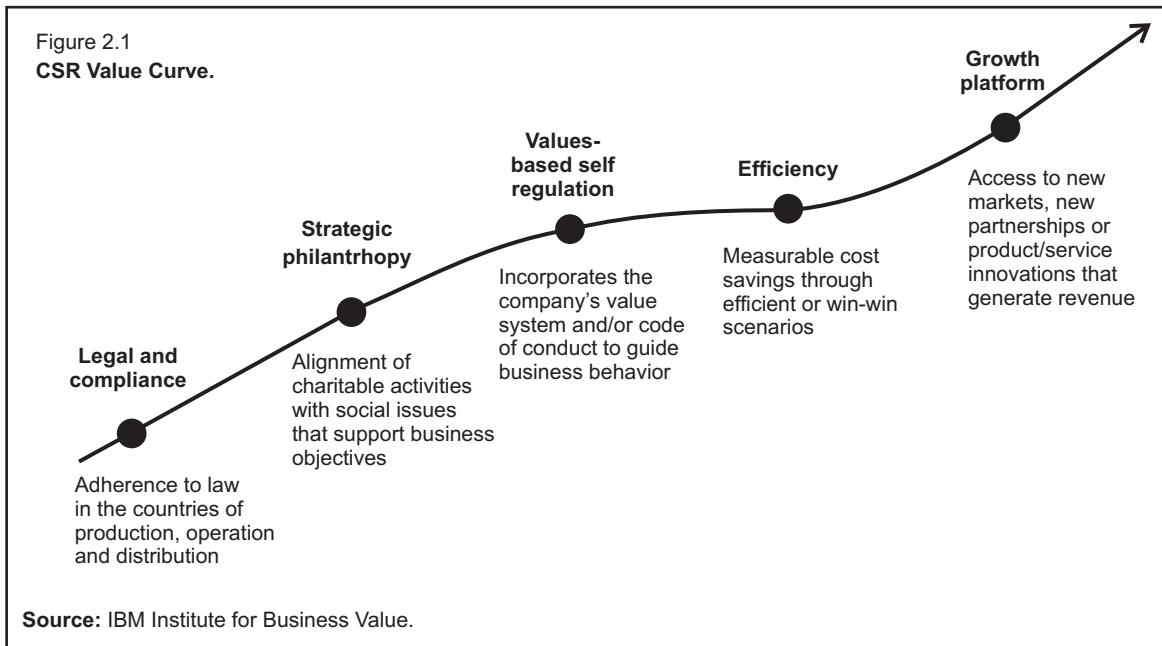 Figure 2.1
CSR Value Curve.
Legal and
compliance
Adherence to law
in the countries of
production, operation
and distribution
Strategic
philantrhopy
Alignment of
charitable activities
with social issues
that support business
objectives
Values-
based self
regulation
Incorporates the
company's value
system and/or code
of conduct to guide
business behavior
Efficiency
Measurable cost
savings through
efficient or win-win
scenarios
Growth
platform
Access to new
markets, new
partnerships or
product/service
innovations that
generate revenue
Source: IBM Institute for Business Value.